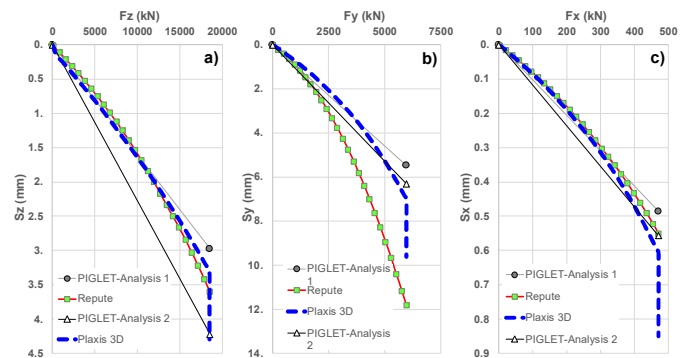 Fz (kN)
0 5000 10000 15000 20000
0.
0.5
1.
1.5
2.
2.5
3.
3.5
4.
4.5
Sz (mm)
a)
PIGLET-Analysis 1
Repute
PIGLET-Analysis 2
Plaxis 3D
Fy (kN)
0 2500 5000 7500
0.
2.
4.
6.
8.
10.
12.
14.
Sy (mm)
b)
PIGLET-Analysis
1
Repute
Plaxis 3D
PIGLET-Analysis
2
Fx (kN)
0 100 200 300 400 500
0.
0.1
0.2
0.3
0.4
0.5
0.6
0.7
0.8
0.9
Sx (mm)
c)
PIGLET-Analysis 1
Repute
Plaxis 3D
PIGLET-Analysis 2